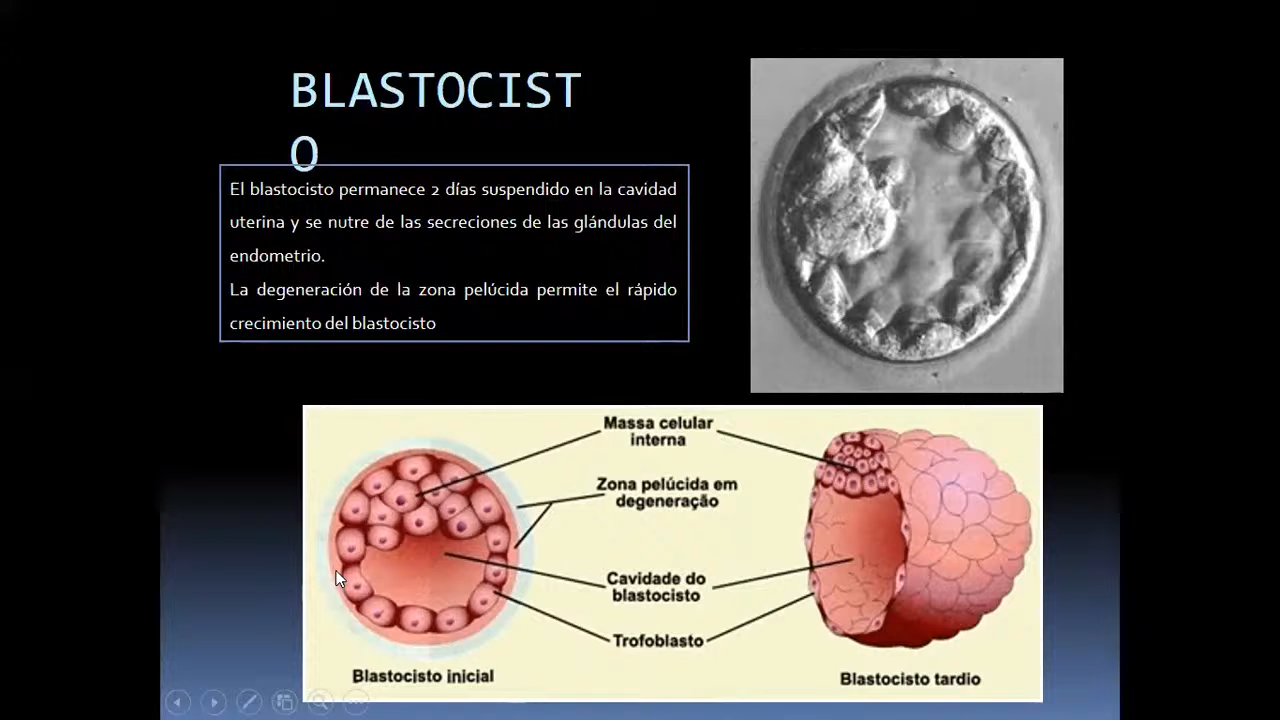 BLASTOCIST
O
El blastocisto permanece 2 días suspendido en la cavidad
uterina y se nutre de las secreciones de las glándulas del
endometrio.
La degeneración de la zona pelúcida permite el rápido
crecimiento del blastocisto
Massa celular
interna
Zona pelúcida em
degeneração
Cavidade do
blastocisto
Trofoblasto
Blastocisto inicial
Blastocisto tardio